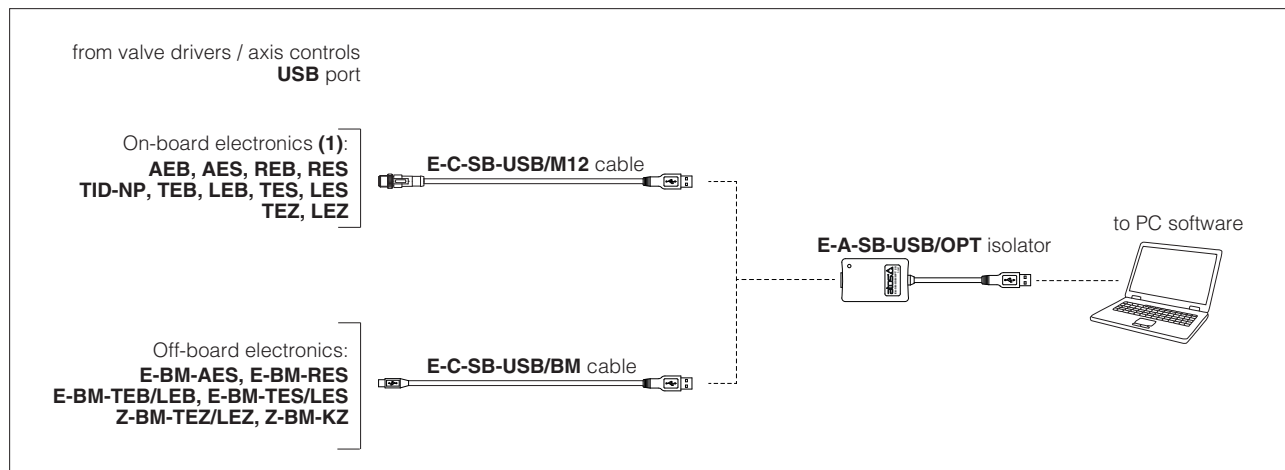 from valve drivers / axis controls
USB port
On-board electronics (1):
AEB, AES, REB, RES
TID-NP, TEB, LEB, TES, LES
TEZ, LEZ
E-C-SB-USB/M12 cable
E-A-SB-USB/OPT isolator
atos
to PC software
Off-board electronics:
E-BM-AES, E-BM-RES
E-BM-TEB/LEB, E-BM-TES/LES
Z-BM-TEZ/LEZ, Z-BM-KZ
E-C-SB-USB/BM cable